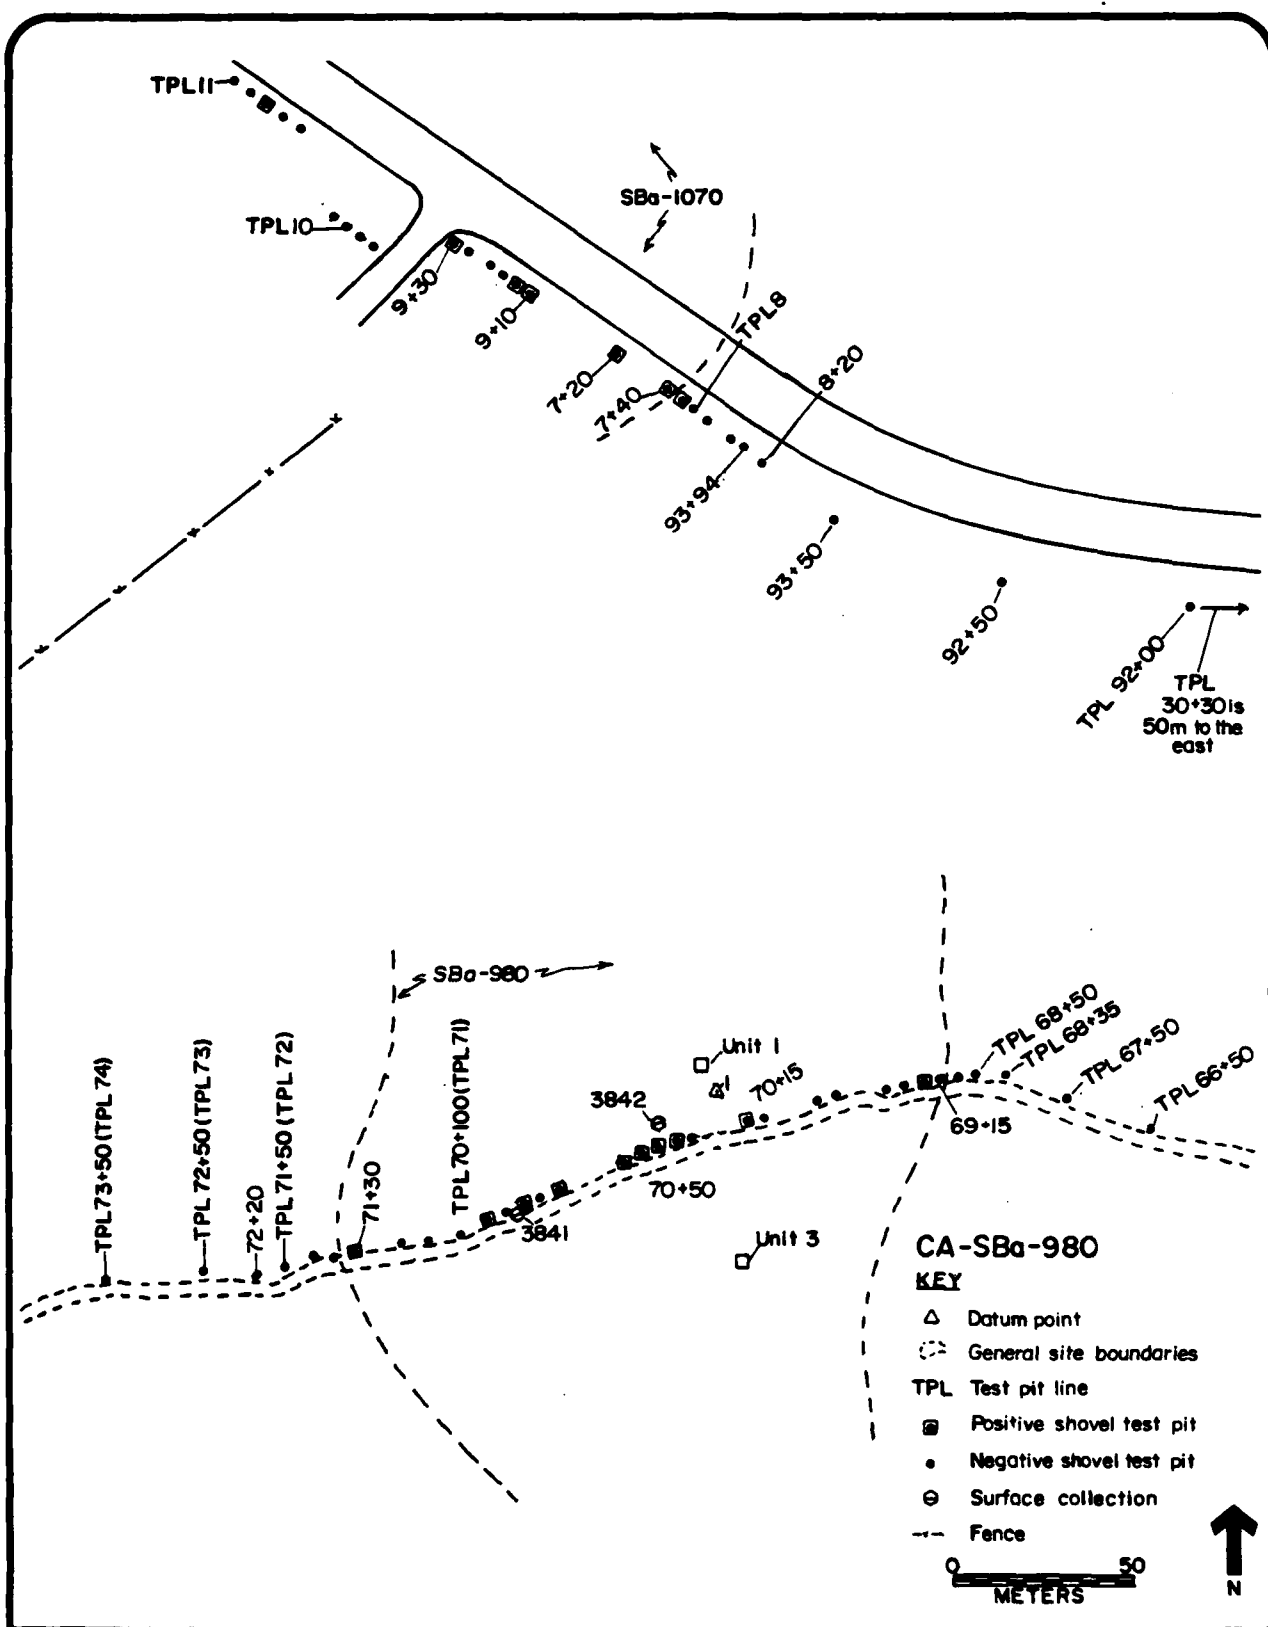 TPL11
SBa-1070
TPL10
9+30
9+10
TPL8
7+20
7+40
8+20
93+94
93+50
92+50
TPL 92+00
TPL
30+30 is
50m to the
east
SBa-980
TPL73+50(TPL 74)
TPL 72+50(TPL73)
72+20
TPL71+50(TPL 72)
71+30
TPL70+100(TPL71)
3842
3841
Unit 1
1
70+15
70+50
Unit 3
TPL 68+50
TPL 68+35
TPL 67+50
TPL 66+50
69+15
CA-SBa-980
KEY
Datum point
General site boundaries
TPL Test pit line
Positive shovel test pit
Negative shovel test pit
Surface collection
Fence
0 50
METERS
N